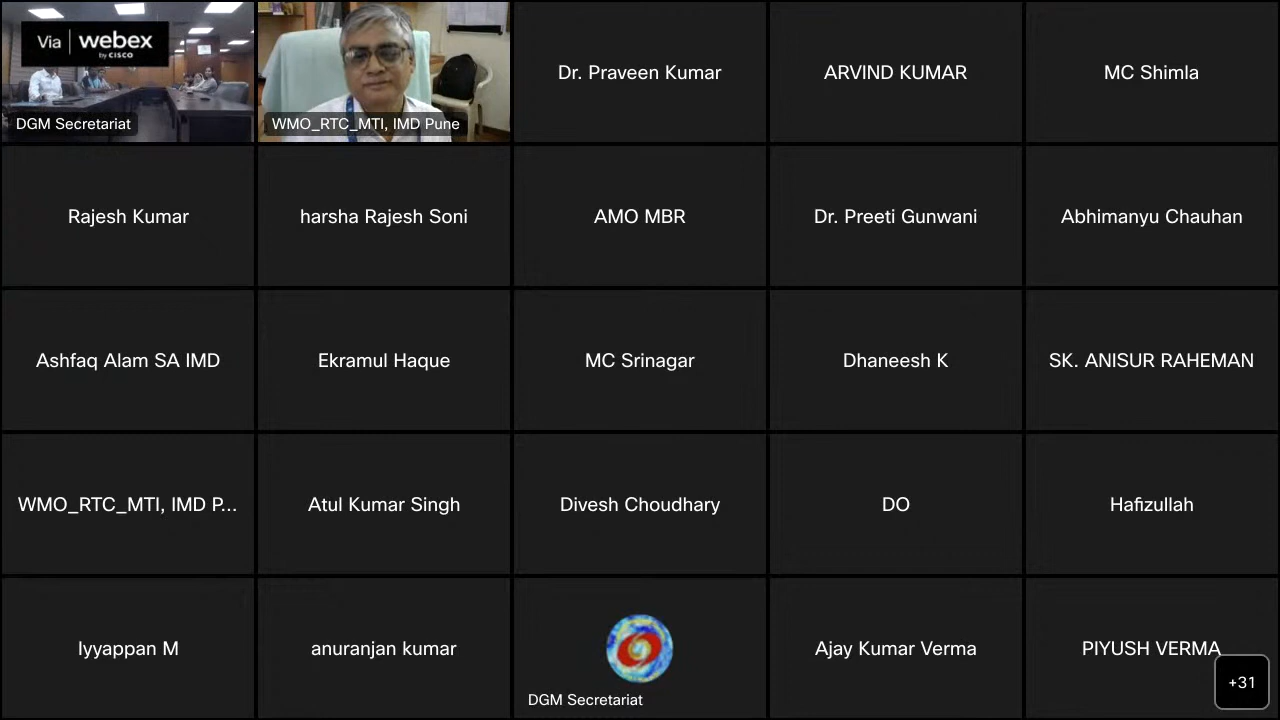 Via | webex
by CISCO
DGM Secretariat
WMO_RTC_MTI, IMD Pune
Dr. Praveen Kumar
ARVIND KUMAR
MC Shimla
Rajesh Kumar
harsha Rajesh Soni
AMO MBR
Dr. Preeti Gunwani
Abhimanyu Chauhan
Ashfaq Alam SA IMD
Ekramul Haque
MC Srinagar
Dhaneesh K
SK. ANISUR RAHEMAN
WMO_RTC_MTI, IMD P...
Atul Kumar Singh
Divesh Choudhary
DO
Hafizullah
Iyyappan M
anuranjan kumar
DGM Secretariat
Ajay Kumar Verma
PIYUSH VERMA
+31